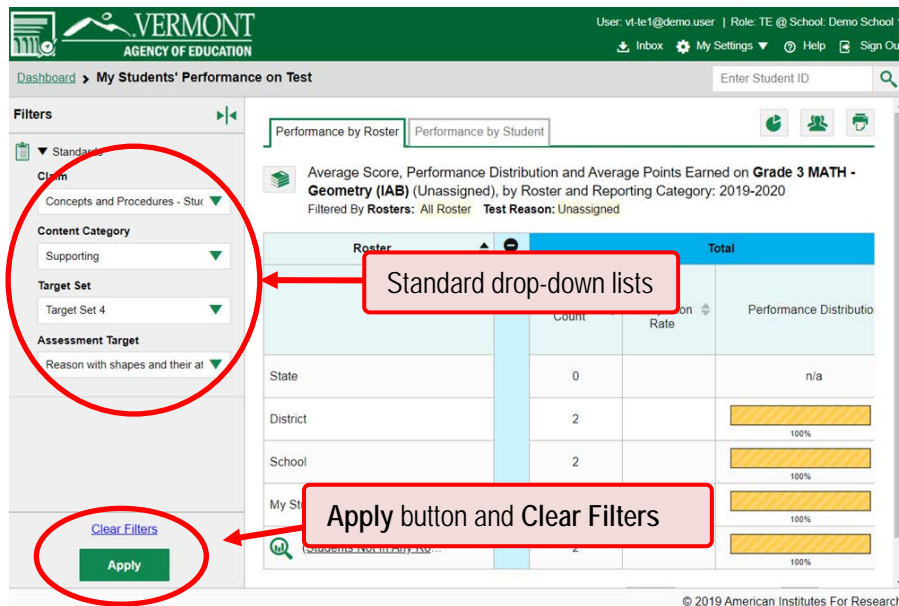 VERMONT
AGENCY OF EDUCATION
User: vt-te1@demo.user | Role: TE @ School: Demo School
Inbox My Settings ▼ Help Sign Ou
Dashboard > My Students' Performance on Test
Enter Student ID
Filters
▼ Standards
Claim
Concepts and Procedures - Stuc ▼
Content Category
Supporting ▼
Target Set
Target Set 4 ▼
Assessment Target
Reason with shapes and their at ▼
Clear Filters
Apply
Performance by Roster Performance by Student
Average Score, Performance Distribution and Average Points Earned on Grade 3 MATH -
Geometry (IAB) (Unassigned), by Roster and Reporting Category: 2019-2020
Filtered By Rosters: All Roster Test Reason: Unassigned
Roster Total
Standard drop-down lists
Count Rate Performance Distributio
State 0 n/a
District 2
100%
School 2
100%
My St
100%
Apply button and Clear Filters
(Students Not in Any Ro... 2
100%
© 2019 American Institutes For Research